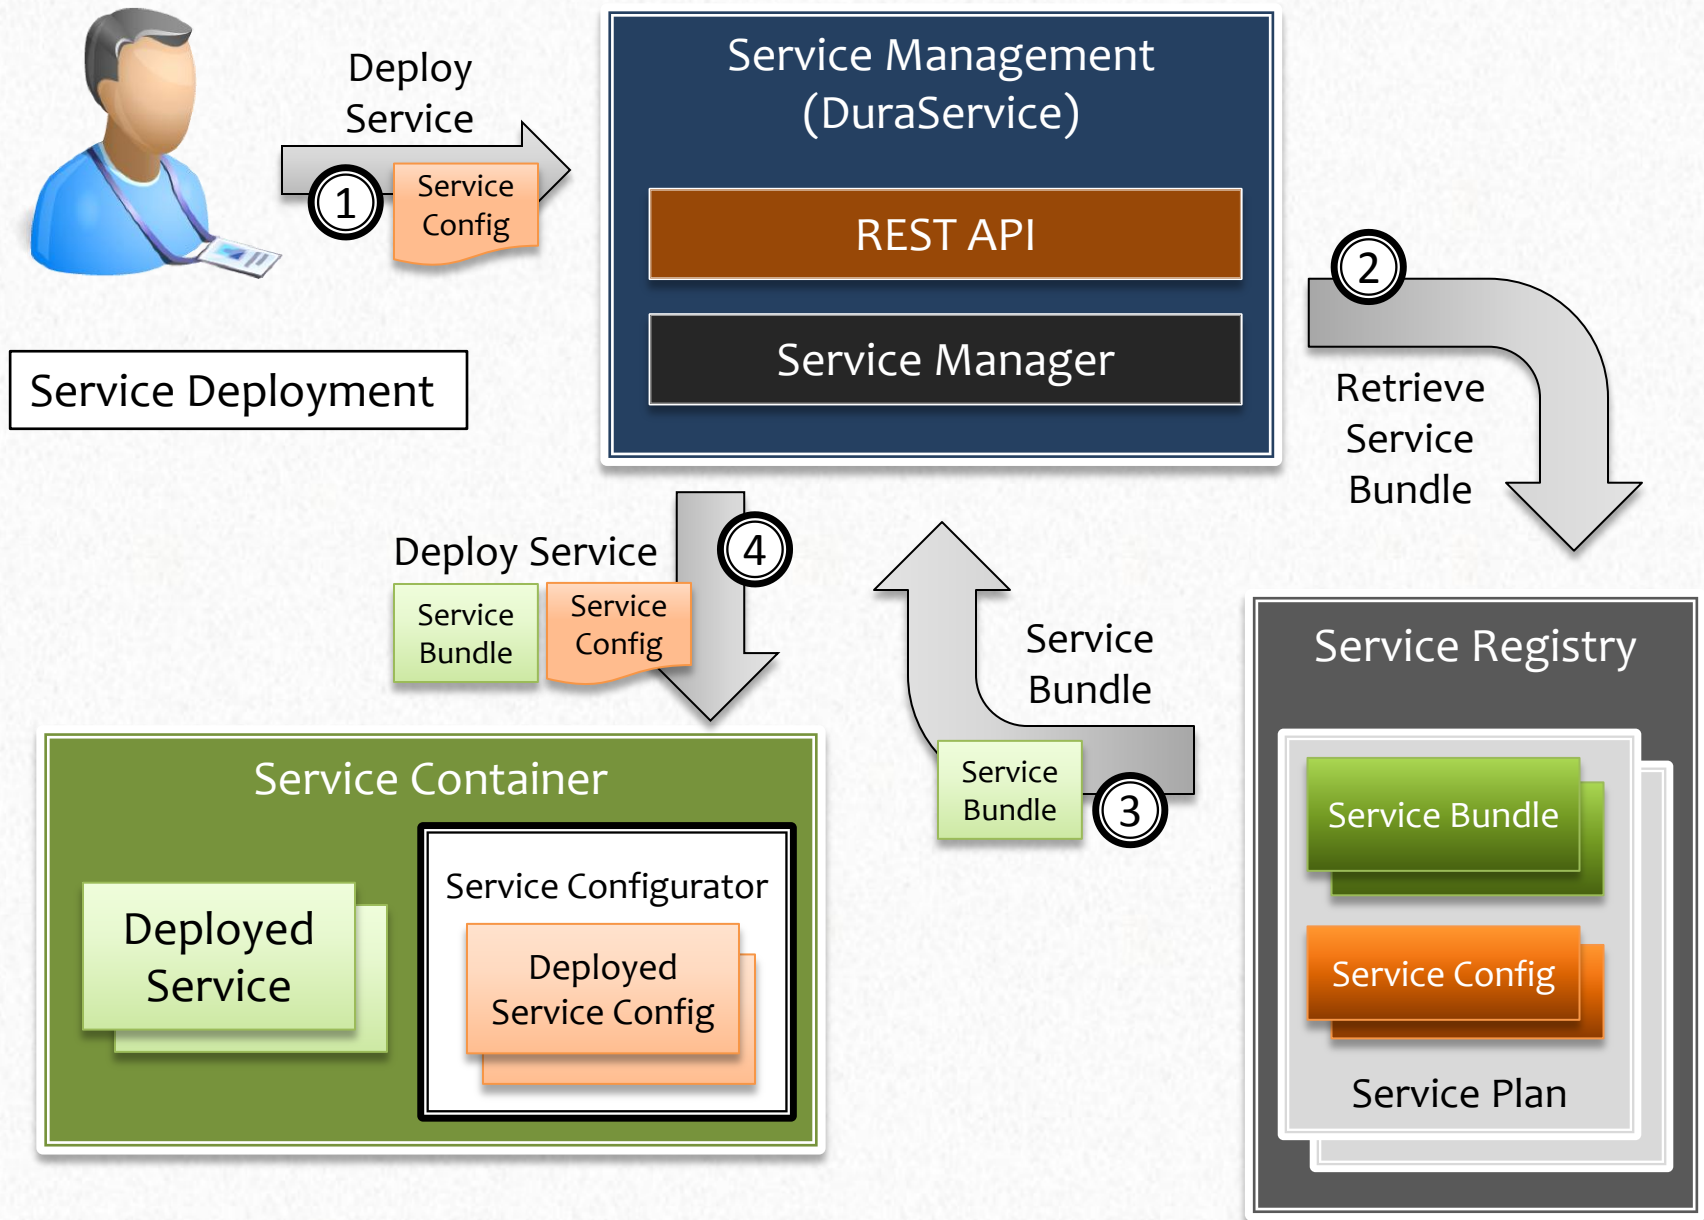 Deploy
Service
1
Service
Config
Service Management
(DuraService)
REST API
Service Manager
2
Retrieve
Service
Bundle
Service Deployment
Deploy Service
4
Service
Bundle
Service
Config
Service
Bundle
Service
Bundle
3
Service Registry
Service Bundle
Service Config
Service Plan
Service Container
Deployed
Service
Service Configurator
Deployed
Service Config